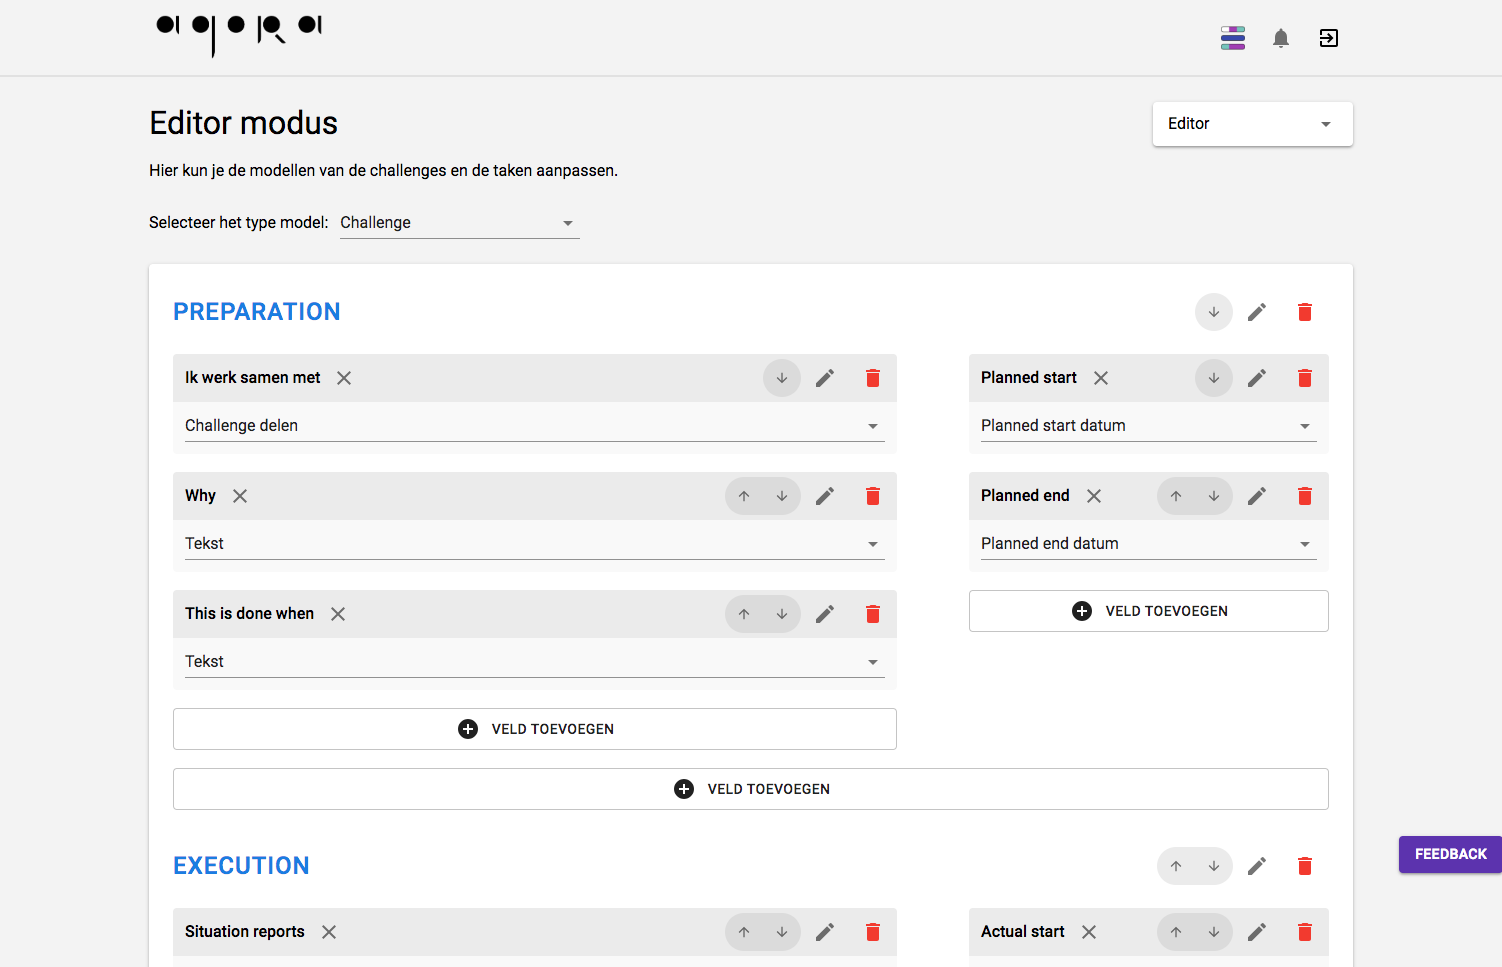 agora
Editor modus
Editor
Hier kun je de modellen van de challenges en de taken aanpassen.
Selecteer het type model: Challenge
PREPARATION
Ik werk samen met
Challenge delen
Planned start
Planned start datum
Why
Tekst
Planned end
Planned end datum
This is done when
Tekst
VELD TOEVOEGEN
VELD TOEVOEGEN
VELD TOEVOEGEN
EXECUTION
FEEDBACK
Situation reports
Actual start